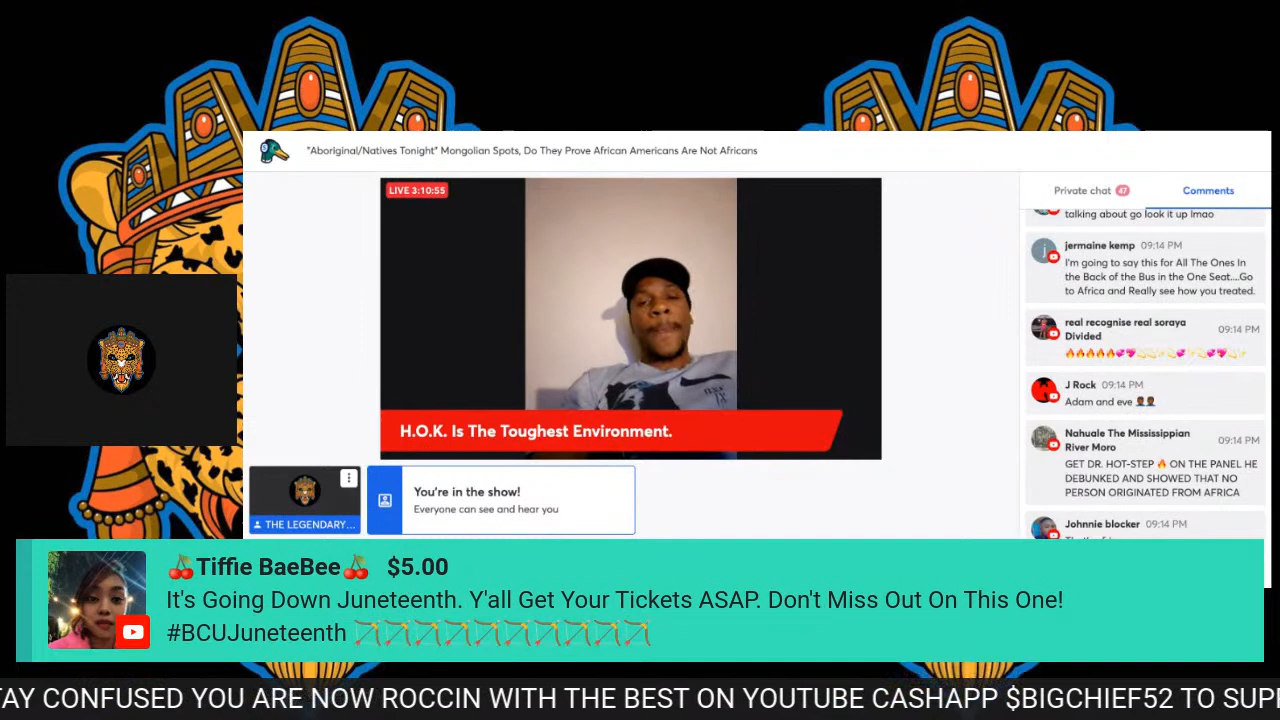 "Aboriginal/Natives Tonight" Mongolian Spots, Do They Prove African Americans Are Not Africans
LIVE 3:10:55
Private chat 47
Comments
talking about go look it up lmao
jermaine kemp 09:14 PM
I'm going to say this for All The Ones In
the Back of the Bus in the One Seat....Go
to Africa and Really see how you treated.
real recognise real soraya
Divided 09:14 PM
🔥🔥🔥🔥🔥💞💖💫💫✨💫💞✨💫💞💖💫✨
J Rock 09:14 PM
Adam and eve
Nahuale The Mississippian
River Moro 09:14 PM
GET DR. HOT-STEP 🔥 ON THE PANEL HE
DEBUNKED AND SHOWED THAT NO
PERSON ORIGINATED FROM AFRICA
Johnnie blocker 09:14 PM
H.O.K. Is The Toughest Environment.
You're in the show!
Everyone can see and hear you
THE LEGENDARY...
🍒Tiffie BaeBee🍒 $5.00
It's Going Down Juneteenth. Y'all Get Your Tickets ASAP. Don't Miss Out On This One!
#BCUJuneteenth 🏹🏹🏹🏹🏹🏹🏹🏹🏹🏹
TAY CONFUSED YOU ARE NOW ROCCIN WITH THE BEST ON YOUTUBE CASHAPP $BIGCHIEF52 TO SUPP